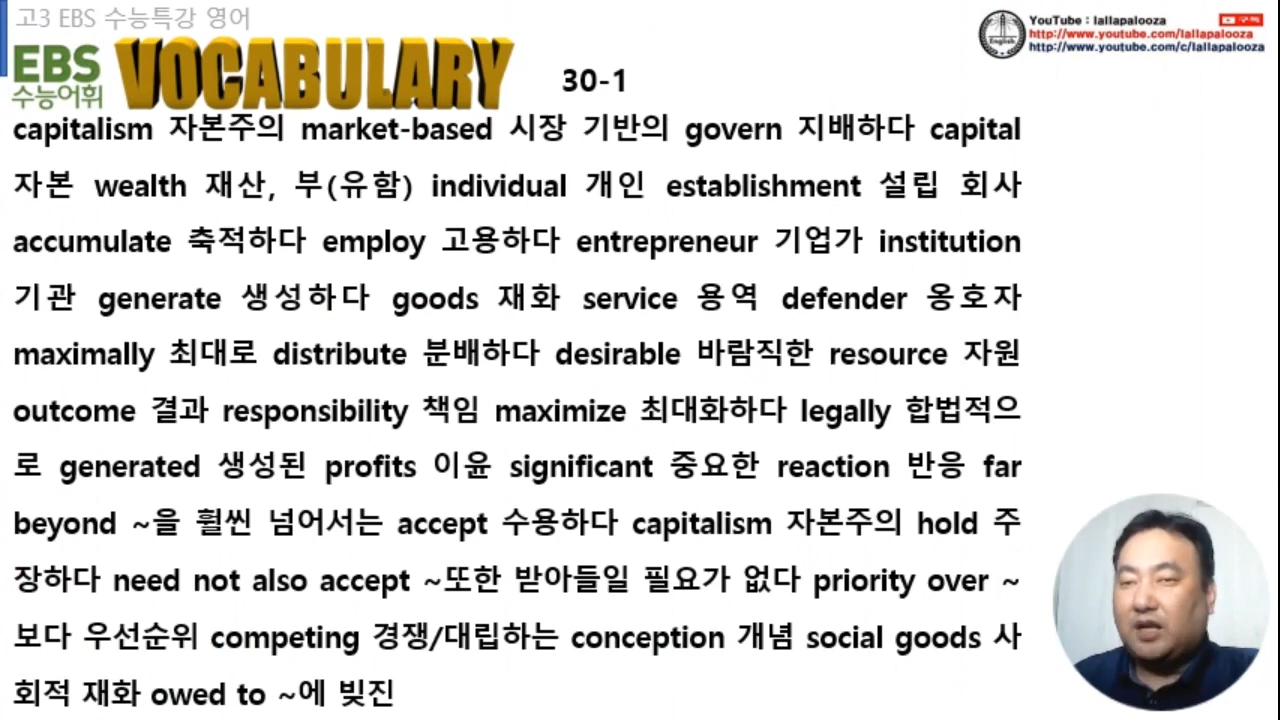 고3 EBS 수능특강 영어
EBS
수능어휘
VOCABULARY
30-1
YouTube : lallapalooza
구독
http://www.youtube.com/lallapalooza
http://www.youtube.com/c/lallapalooza
English
capitalism 자본주의 market-based 시장 기반의 govern 지배하다 capital
자본 wealth 재산, 부(유함) individual 개인 establishment 설립 회사
accumulate 축적하다 employ 고용하다 entrepreneur 기업가 institution
기관 generate 생성하다 goods 재화 service 용역 defender 옹호자
maximally 최대로 distribute 분배하다 desirable 바람직한 resource 자원
outcome 결과 responsibility 책임 maximize 최대화하다 legally 합법적으
로 generated 생성된 profits 이윤 significant 중요한 reaction 반응 far
beyond ~을 훨씬 넘어서는 accept 수용하다 capitalism 자본주의 hold 주
장하다 need not also accept ~또한 받아들일 필요가 없다 priority over ~
보다 우선순위 competing 경쟁/대립하는 conception 개념 social goods 사
회적 재화 owed to ~에 빚진